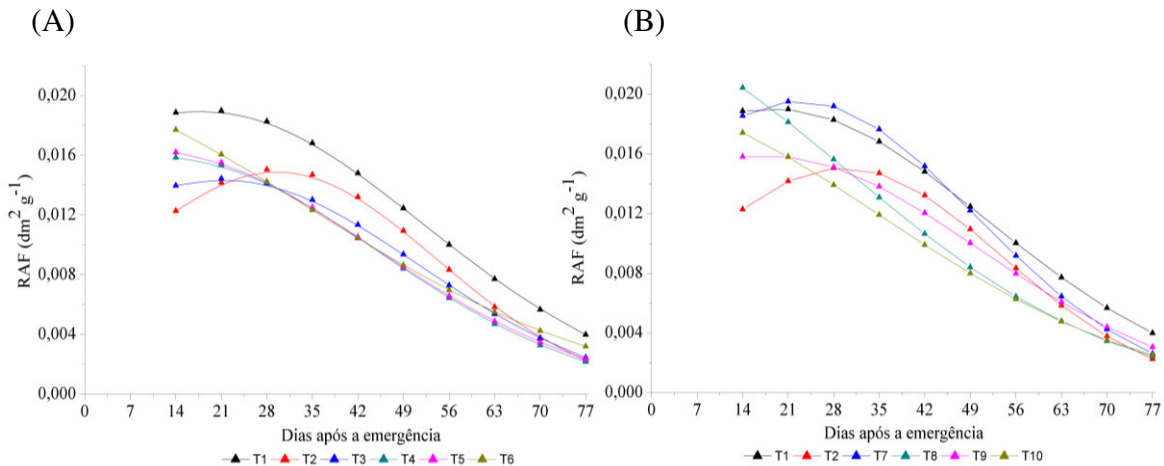 (A)
(B)
RAF (dm² g⁻¹)
0,020
0,016
0,012
0,008
0,004
0,000
0 7 14 21 28 35 42 49 56 63 70 77
Dias após a emergência
T1 T2 T3 T4 T5 T6
RAF (dm² g⁻¹)
0,020
0,016
0,012
0,008
0,004
0,000
0 7 14 21 28 35 42 49 56 63 70 77
Dias após a emergência
T1 T2 T7 T8 T9 T10